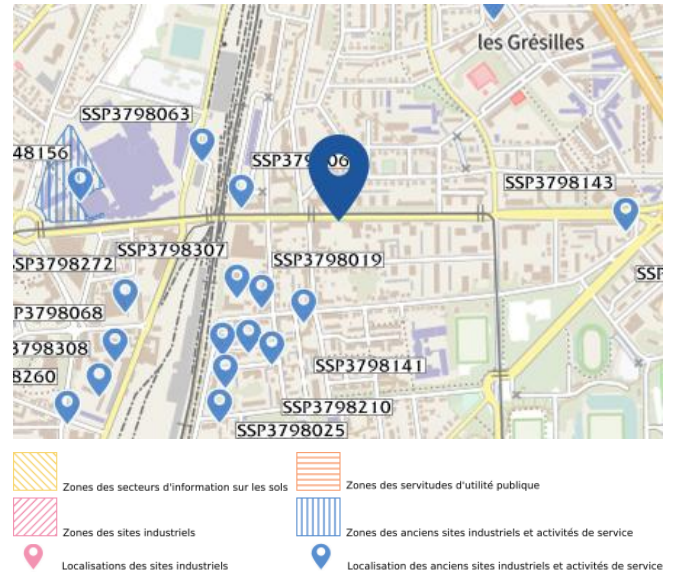 les Grésilles
SSP3798063
48156
SSP3798143
SSP3798307
SSP3798272
SSP3798019
SSP
P3798068
3798308
SSP3798141
8260
SSP3798210
SSP3798025
Zones des secteurs d'information sur les sols
Zones des servitudes d'utilité publique
Zones des sites industriels
Zones des anciens sites industriels et activités de service
Localisations des sites industriels
Localisation des anciens sites industriels et activités de service